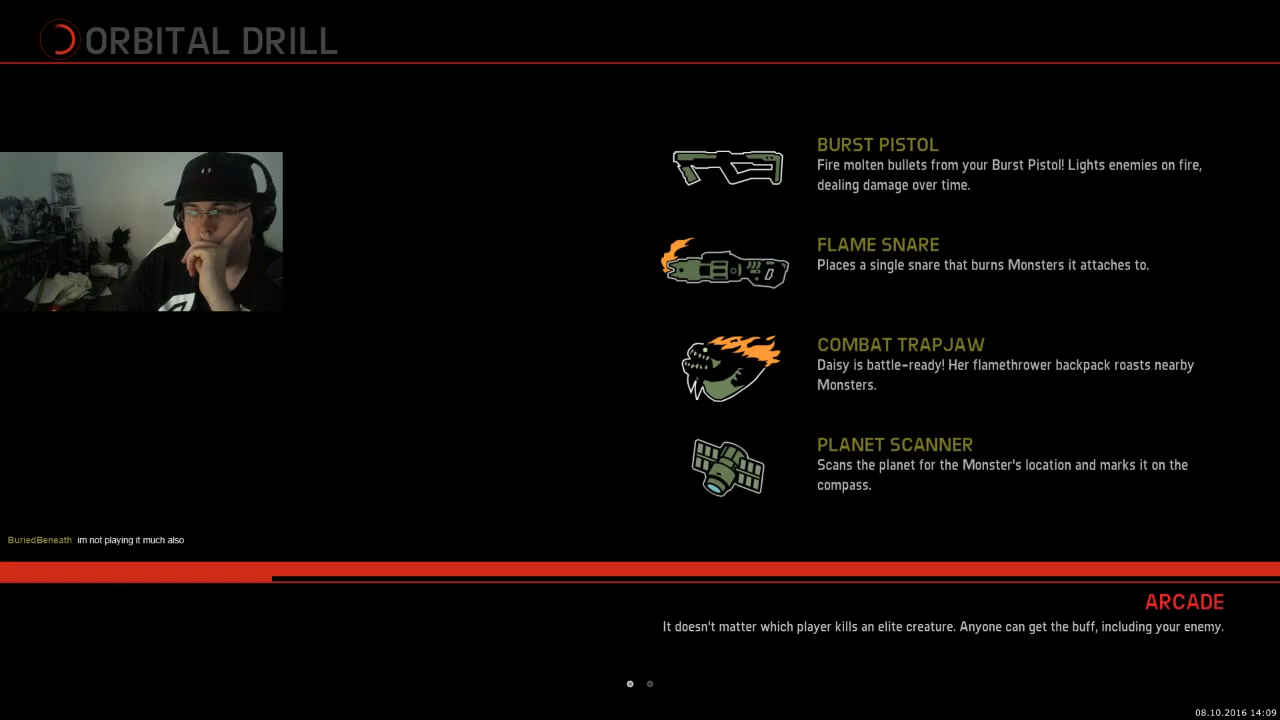 ORBITAL DRILL
BURST PISTOL
Fire molten bullets from your Burst Pistol! Lights enemies on fire,
dealing damage over time.
FLAME SNARE
Places a single snare that burns Monsters it attaches to.
COMBAT TRAPJAW
Daisy is battle-ready! Her flamethrower backpack roasts nearby
Monsters.
PLANET SCANNER
Scans the planet for the Monster's location and marks it on the
compass.
BuriedBeneath: im not playing it much also
ARCADE
It doesn't matter which player kills an elite creature. Anyone can get the buff, including your enemy.
08.10.2016 14:09